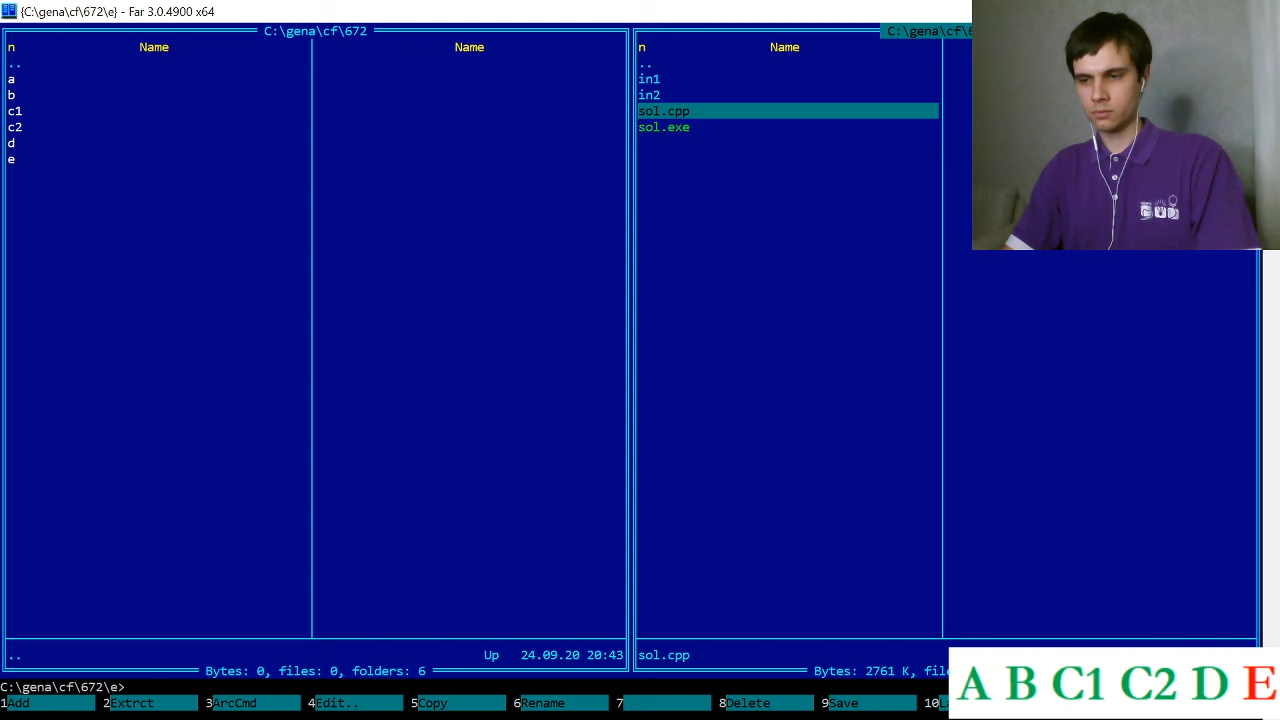 {C:\gena\cf\672\e} - Far 3.0.4900 x64
C:\gena\cf\672
n Name Name
..
a
b
c1
c2
d
e
.. Up 24.09.20 20:43
Bytes: 0, files: 0, folders: 6
n Name
..
in1
in2
sol.cpp
sol.exe
sol.cpp
Bytes: 2761 K,
C:\gena\cf\672\e>
1Add 2Extrct 3ArcCmd 4Edit.. 5Copy 6Rename 7 8Delete 9Save 10
A B C1 C2 D E